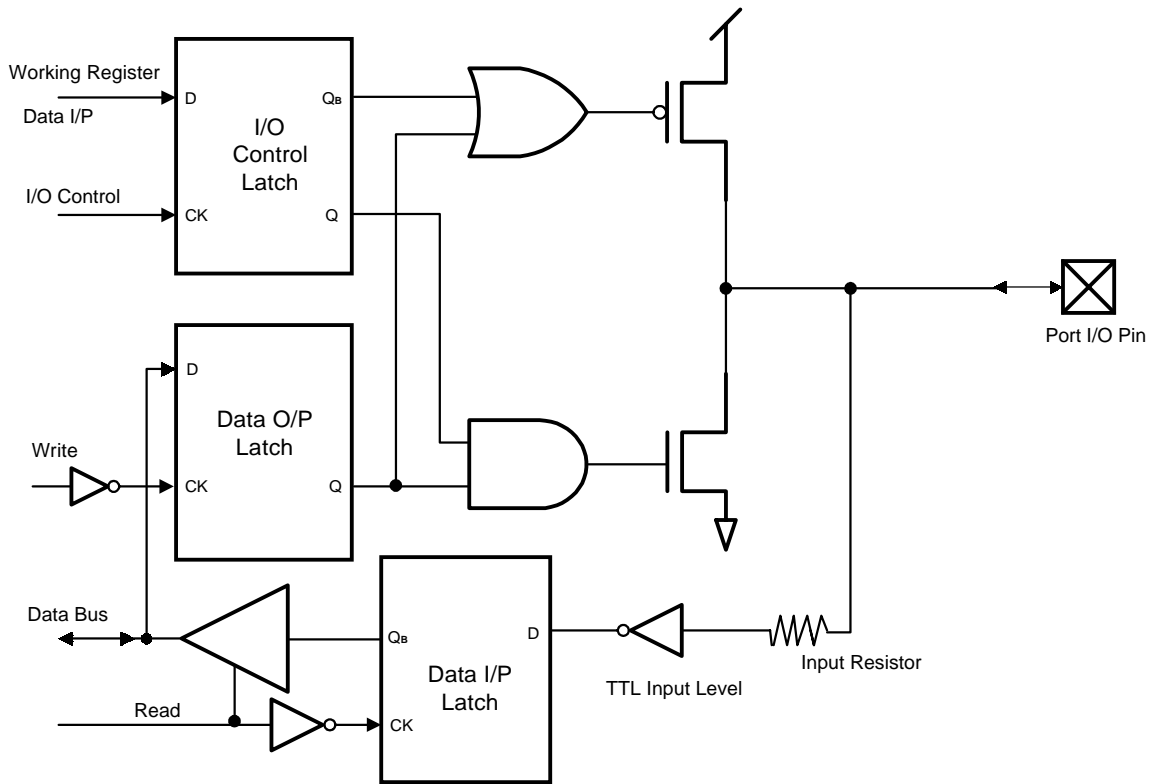 Working Register
Data I/P
I/O Control
D
CK
QB
Q
I/O
Control
Latch
Port I/O Pin
D
CK
Q
Data O/P
Latch
Write
Data Bus
Read
QB
D
CK
Data I/P
Latch
TTL Input Level
Input Resistor